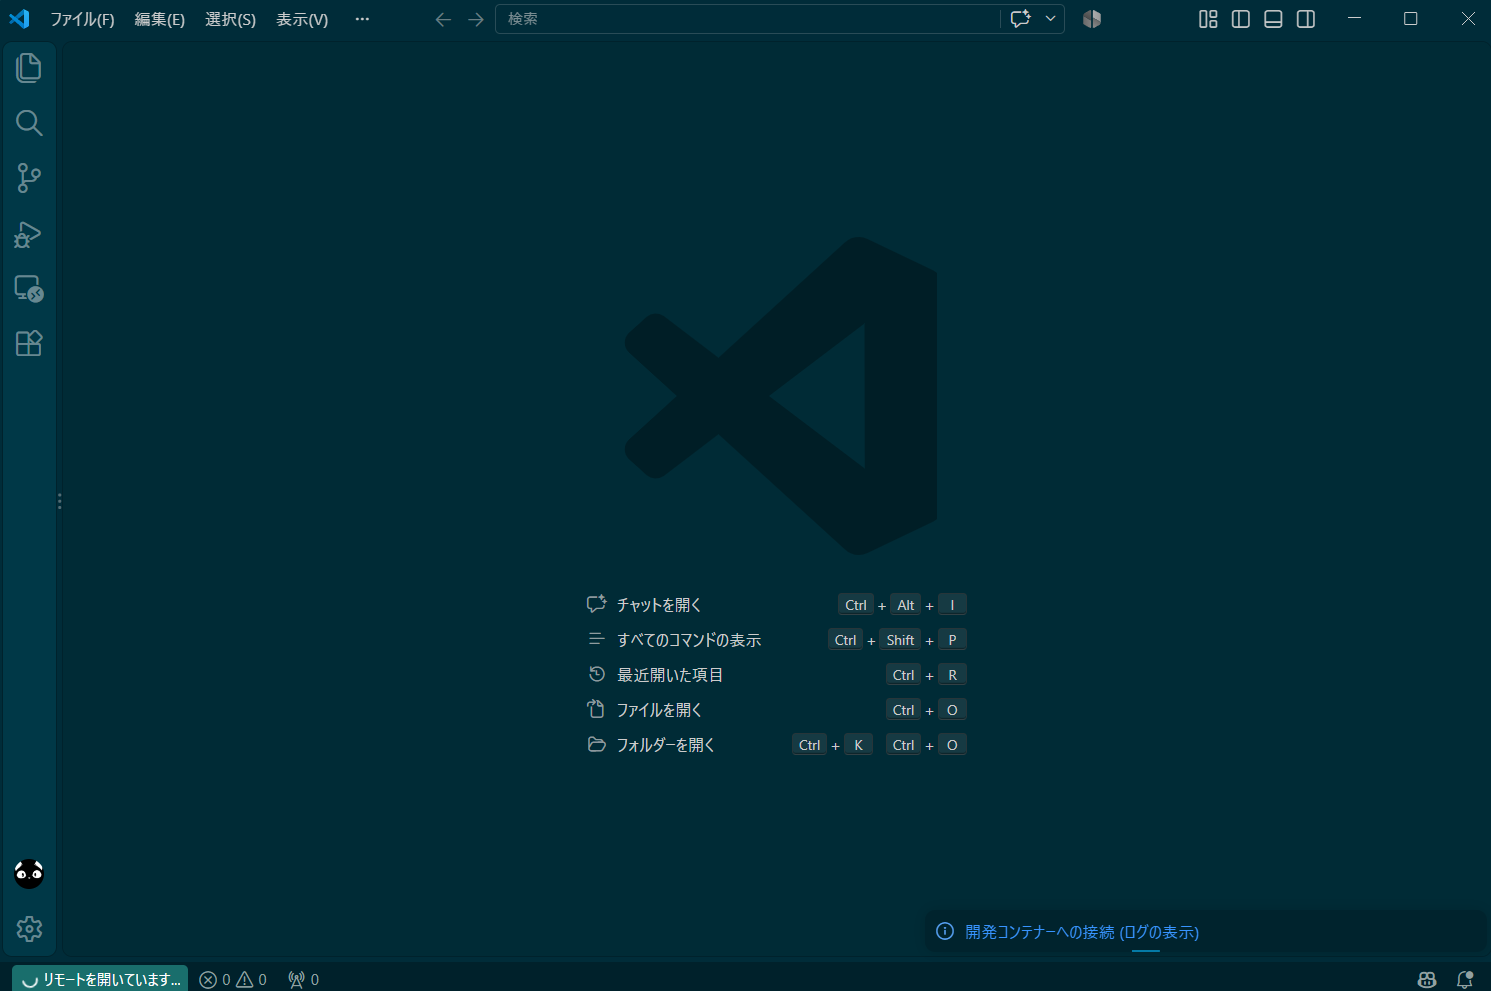 ファイル(F) 編集(E) 選択(S) 表示(V) ··· 検索
チャットを開く Ctrl + Alt + I
すべてのコマンドの表示 Ctrl + Shift + P
最近開いた項目 Ctrl + R
ファイルを開く Ctrl + O
フォルダーを開く Ctrl + K Ctrl + O
開発コンテナーへの接続 (ログの表示)
リモートを開いています... 0 0 0